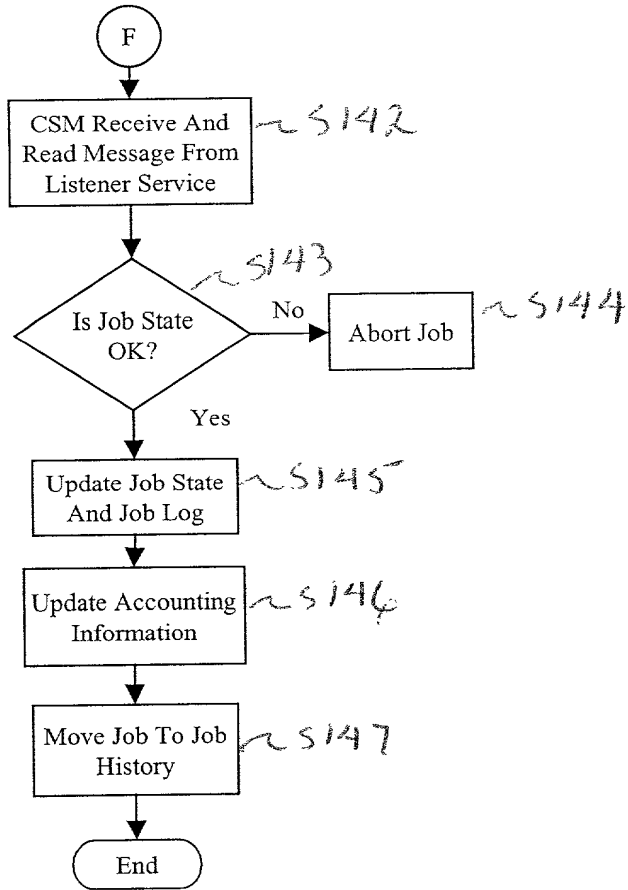 F
CSM Receive And
Read Message From
Listener Service
S142
S143
Is Job State
OK?
No
Abort Job
S144
Yes
Update Job State
And Job Log
S145
Update Accounting
Information
S146
Move Job To Job
History
S147
End